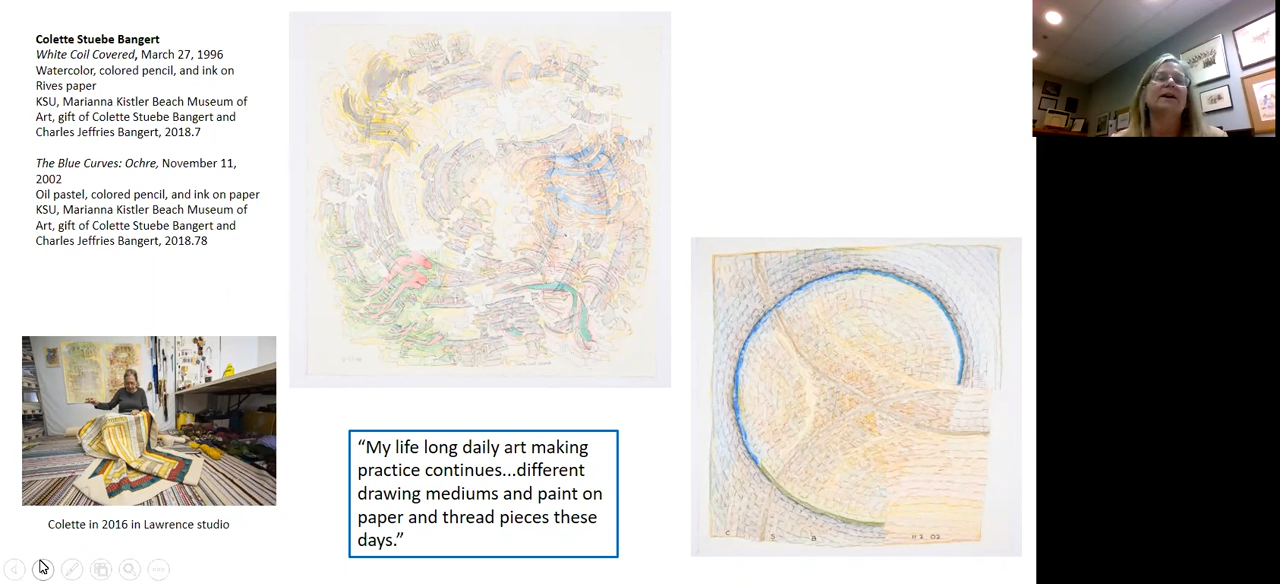 Colette Stuebe Bangert
White Coil Covered, March 27, 1996
Watercolor, colored pencil, and ink on
Rives paper
KSU, Marianna Kistler Beach Museum of
Art, gift of Colette Stuebe Bangert and
Charles Jeffries Bangert, 2018.7
The Blue Curves: Ochre, November 11,
2002
Oil pastel, colored pencil, and ink on paper
KSU, Marianna Kistler Beach Museum of
Art, gift of Colette Stuebe Bangert and
Charles Jeffries Bangert, 2018.78
Colette in 2016 in Lawrence studio
“My life long daily art making
practice continues...different
drawing mediums and paint on
paper and thread pieces these
days.”
C S B